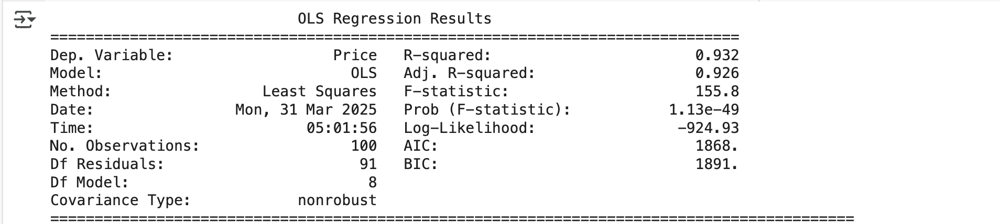 OLS Regression Results
==============================================================================
Dep. Variable:                  Price   R-squared:                       0.932
Model:                            OLS   Adj. R-squared:                  0.926
Method:                 Least Squares   F-statistic:                     155.8
Date:                Mon, 31 Mar 2025   Prob (F-statistic):           1.13e-49
Time:                        05:01:56   Log-Likelihood:                -924.93
No. Observations:                 100   AIC:                             1868.
Df Residuals:                      91   BIC:                             1891.
Df Model:                           8
Covariance Type:            nonrobust
===========================================================================================